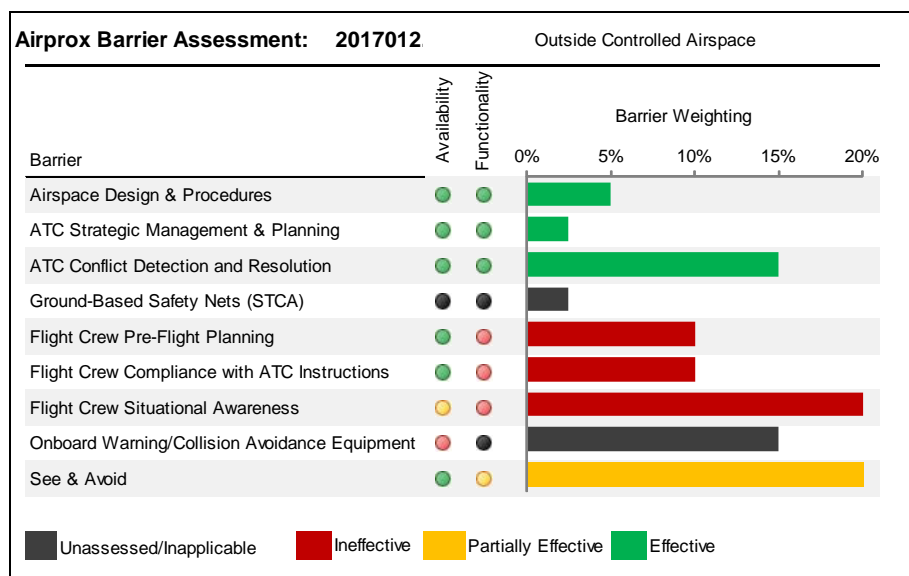 Airprox Barrier Assessment: 2017012 Outside Controlled Airspace
Availability
Functionality
Barrier Weighting
Barrier
0% 5% 10% 15% 20%
Airspace Design & Procedures
ATC Strategic Management & Planning
ATC Conflict Detection and Resolution
Ground-Based Safety Nets (STCA)
Flight Crew Pre-Flight Planning
Flight Crew Compliance with ATC Instructions
Flight Crew Situational Awareness
Onboard Warning/Collision Avoidance Equipment
See & Avoid
Unassessed/Inapplicable Ineffective Partially Effective Effective